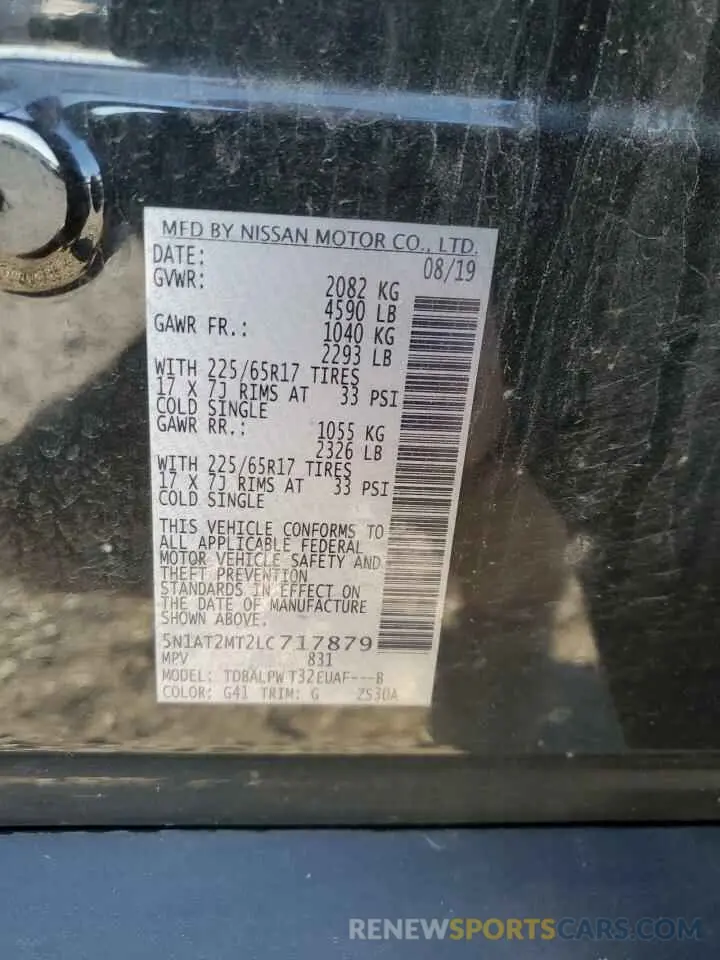 MFD BY NISSAN MOTOR CO., LTD.
DATE: 08/19
GVWR: 2082 KG
4590 LB
GAWR FR.: 1040 KG
2293 LB
WITH 225/65R17 TIRES
17 X 7J RIMS AT 33 PSI
COLD SINGLE
GAWR RR.: 1055 KG
2326 LB
WITH 225/65R17 TIRES
17 X 7J RIMS AT 33 PSI
COLD SINGLE
THIS VEHICLE CONFORMS TO
ALL APPLICABLE FEDERAL
MOTOR VEHICLE SAFETY AND
THEFT PREVENTION
STANDARDS IN EFFECT ON
THE DATE OF MANUFACTURE
SHOWN ABOVE.
5N1AT2MT2LC717879
MPV 831
MODEL: TDBALPW T32EUAF---B
COLOR: G41 TRIM: G ZS30A
RENEWSPORTSCARS.COM